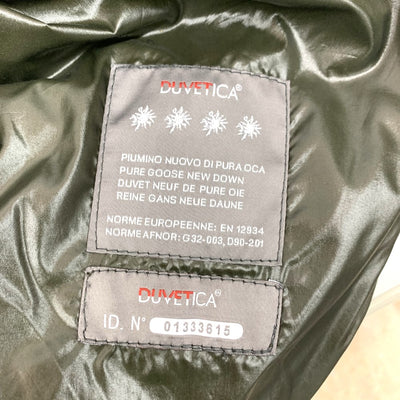 DUVETICA®
PIUMINO NUOVO DI PURA OCA
PURE GOOSE NEW DOWN
DUVET NEUF DE PURE OIE
REINE GANS NEUE DAUNE
NORME EUROPEENNE: EN 12934
NORME AFNOR: G32-003, D90-201
DUVETICA®
ID. N° 01333615